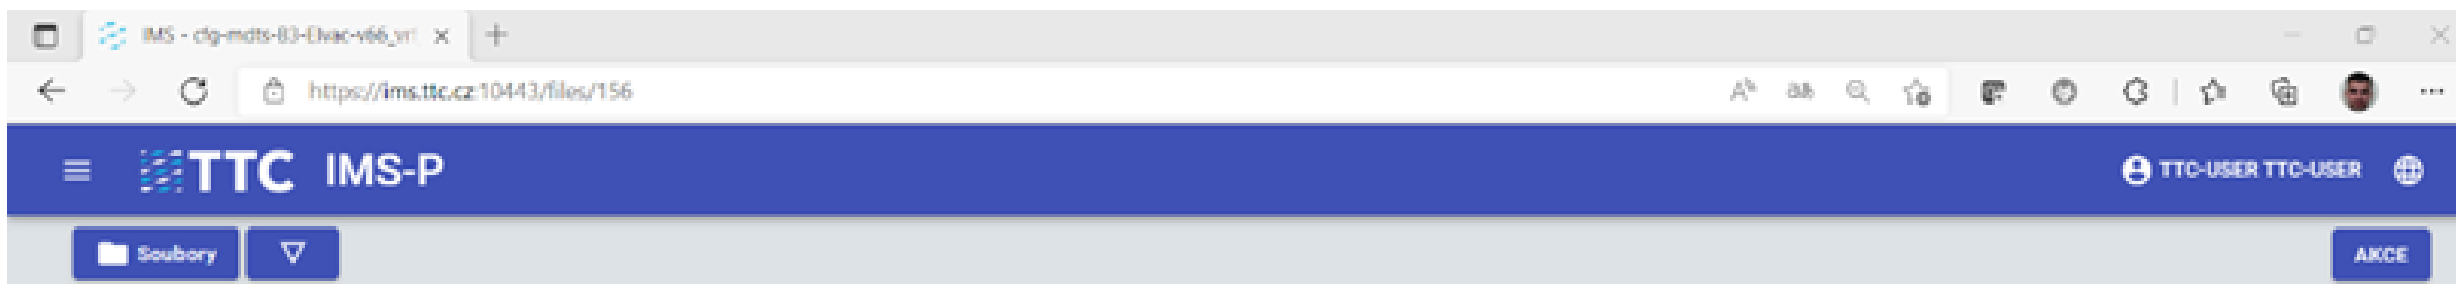 IMS - cfg-mdts-83-Elvac-v66_vr
https://ims.ttc.cz:10443/files/156
TTC IMS-P
TTC-USER TTC-USER
Soubory
AKCE